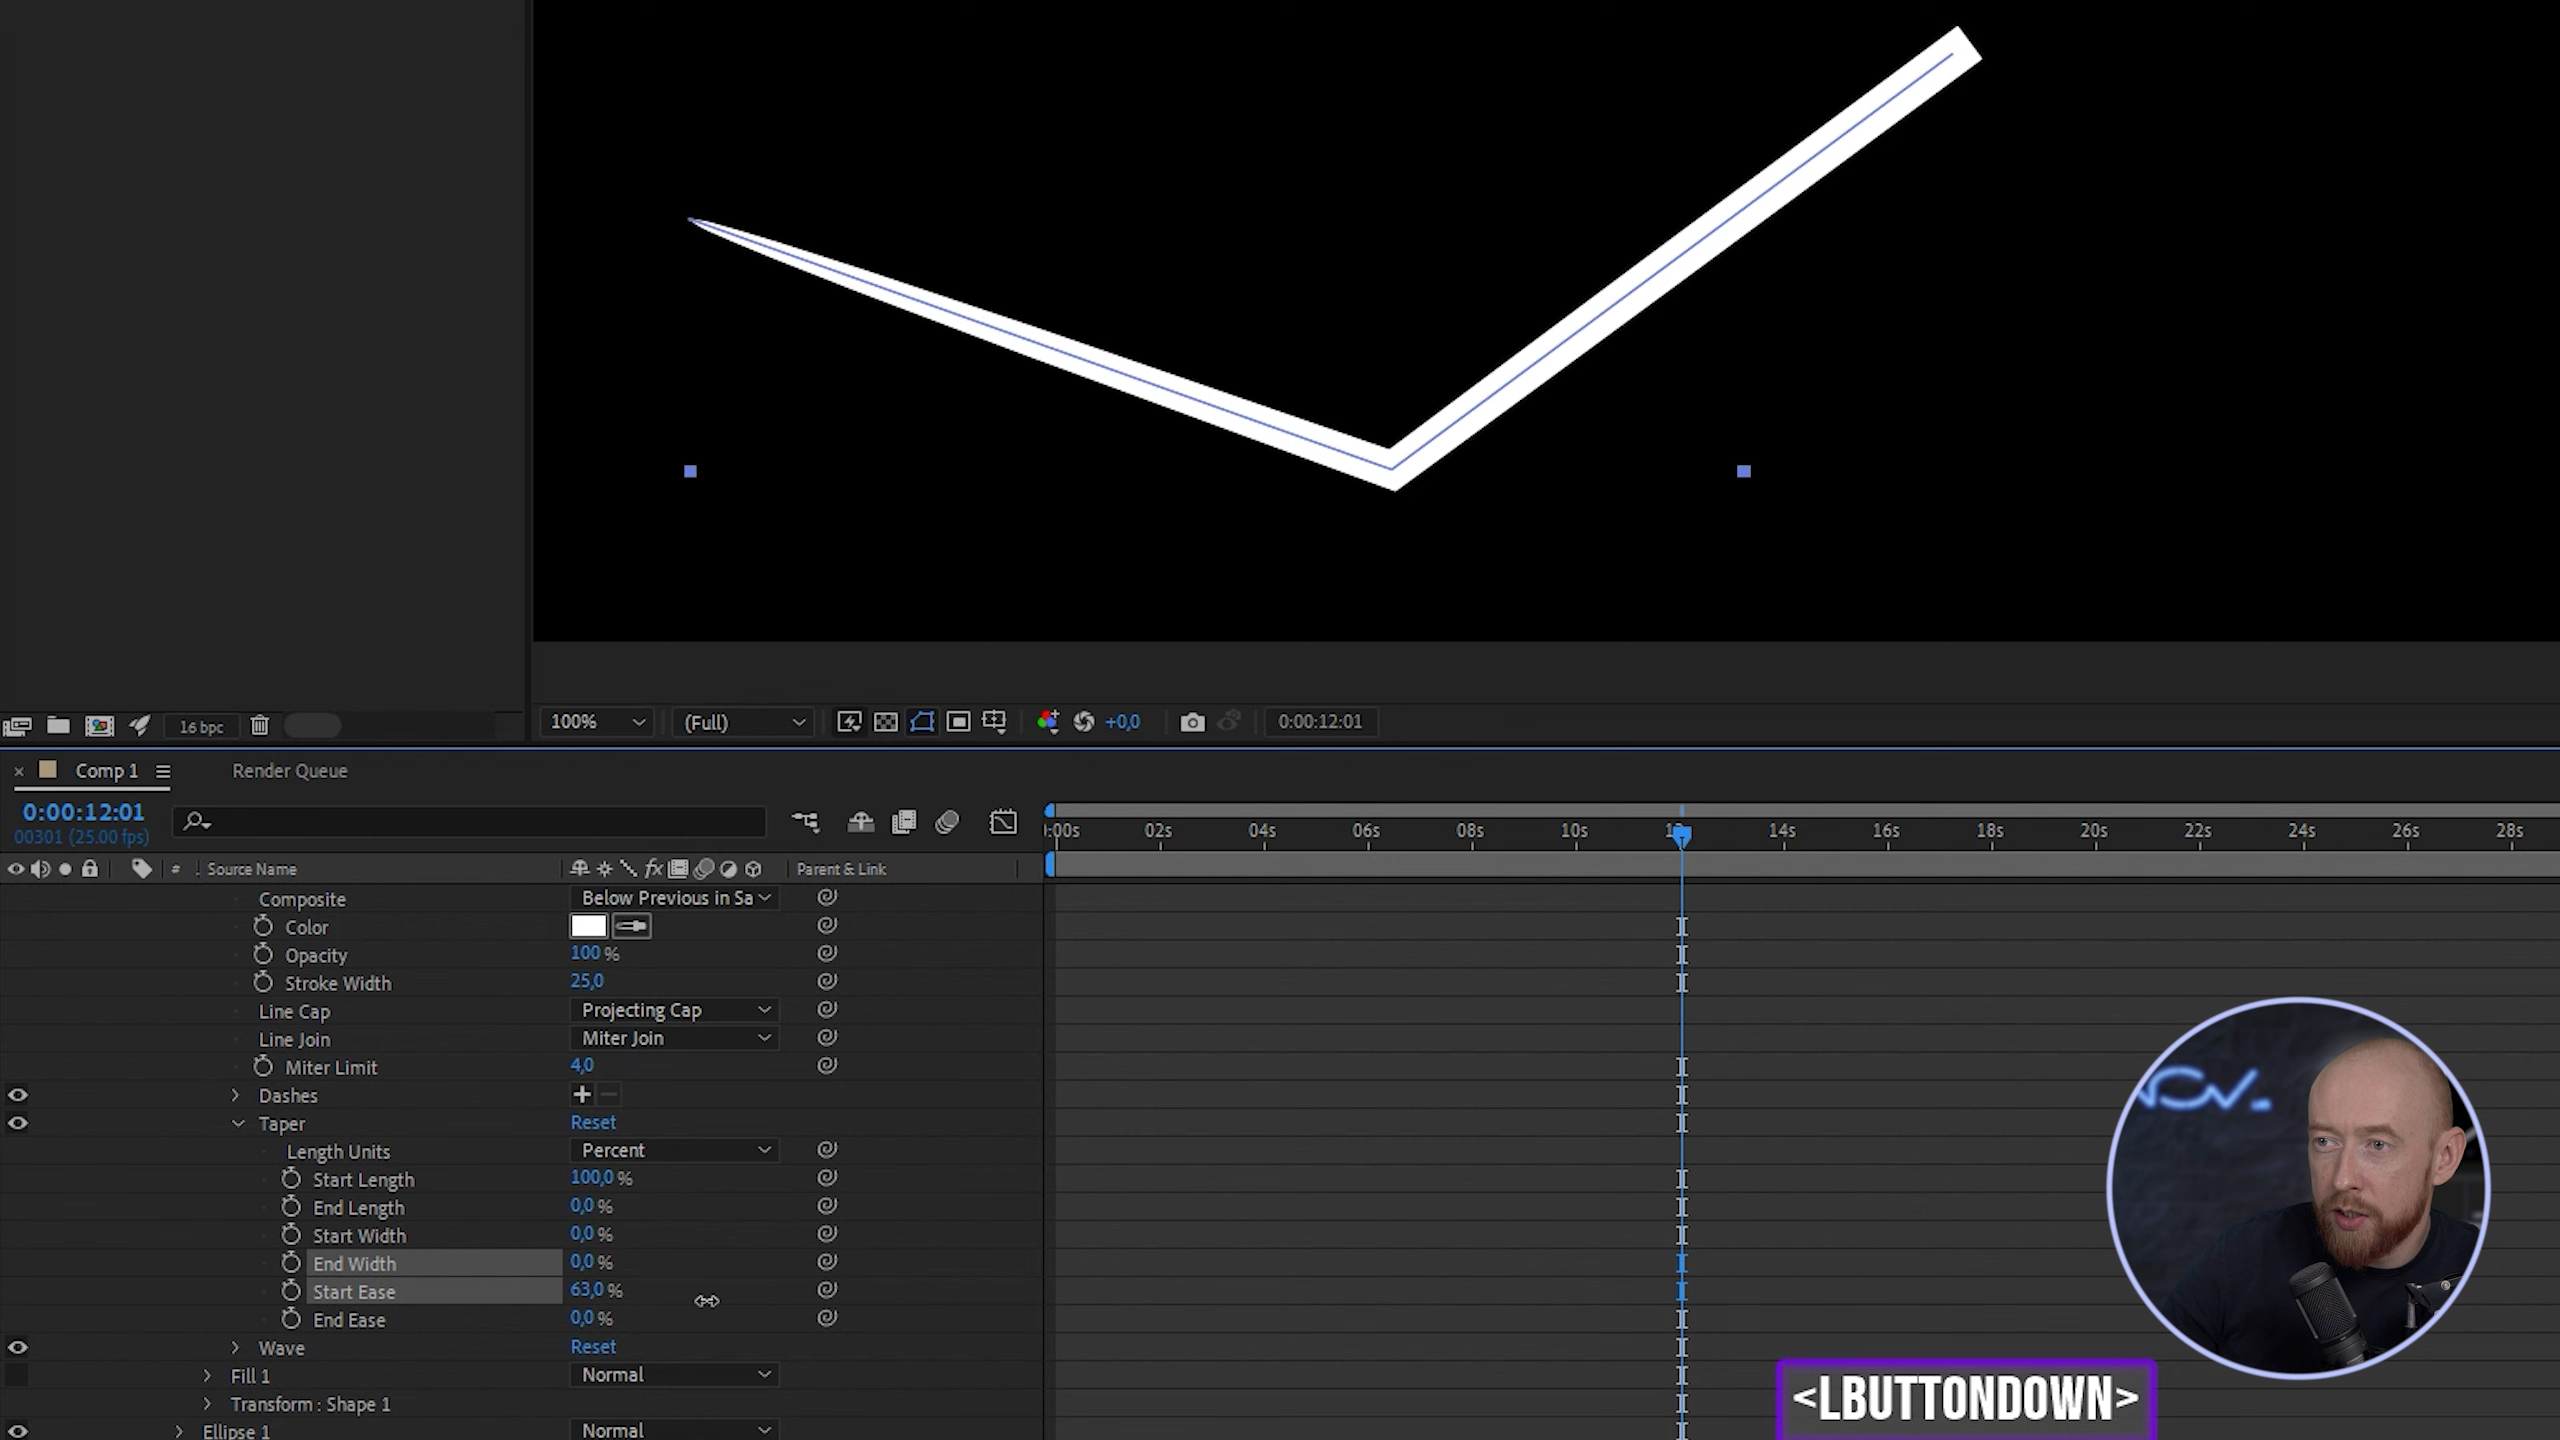 16 bpc
100%
(Full)
+0,0
0:00:12:01
Comp 1
Render Queue
0:00:12:01
00301 (25.00 fps)
):00s 02s 04s 06s 08s 10s 14s 16s 18s 20s 22s 24s 26s 28s
# Source Name
fx
Parent & Link
Composite Below Previous in Sa
Color
Opacity 100 %
Stroke Width 25,0
Line Cap Projecting Cap
Line Join Miter Join
Miter Limit 4,0
Dashes + −
Taper Reset
Length Units Percent
Start Length 100,0 %
End Length 0,0 %
Start Width 0,0 %
End Width 0,0 %
Start Ease 63,0 %
End Ease 0,0 %
Wave Reset
Fill 1 Normal
Transform : Shape 1
Ellipse 1 Normal
<LBUTTONDOWN>